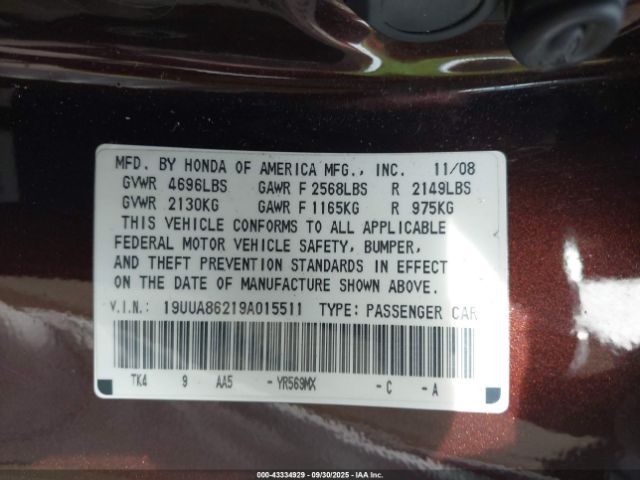 MFD. BY HONDA OF AMERICA MFG., INC. 11/08
GVWR 4696LBS GAWR F 2568LBS R 2149LBS
GVWR 2130KG GAWR F 1165KG R 975KG
THIS VEHICLE CONFORMS TO ALL APPLICABLE
FEDERAL MOTOR VEHICLE SAFETY, BUMPER,
AND THEFT PREVENTION STANDARDS IN EFFECT
ON THE DATE OF MANUFACTURE SHOWN ABOVE.
V.I.N.: 19UUA86219A015511 TYPE: PASSENGER CAR
TK4 9 AA5 -YR569MX -C -A
000-43334929 - 09/30/2025 - IAA Inc.